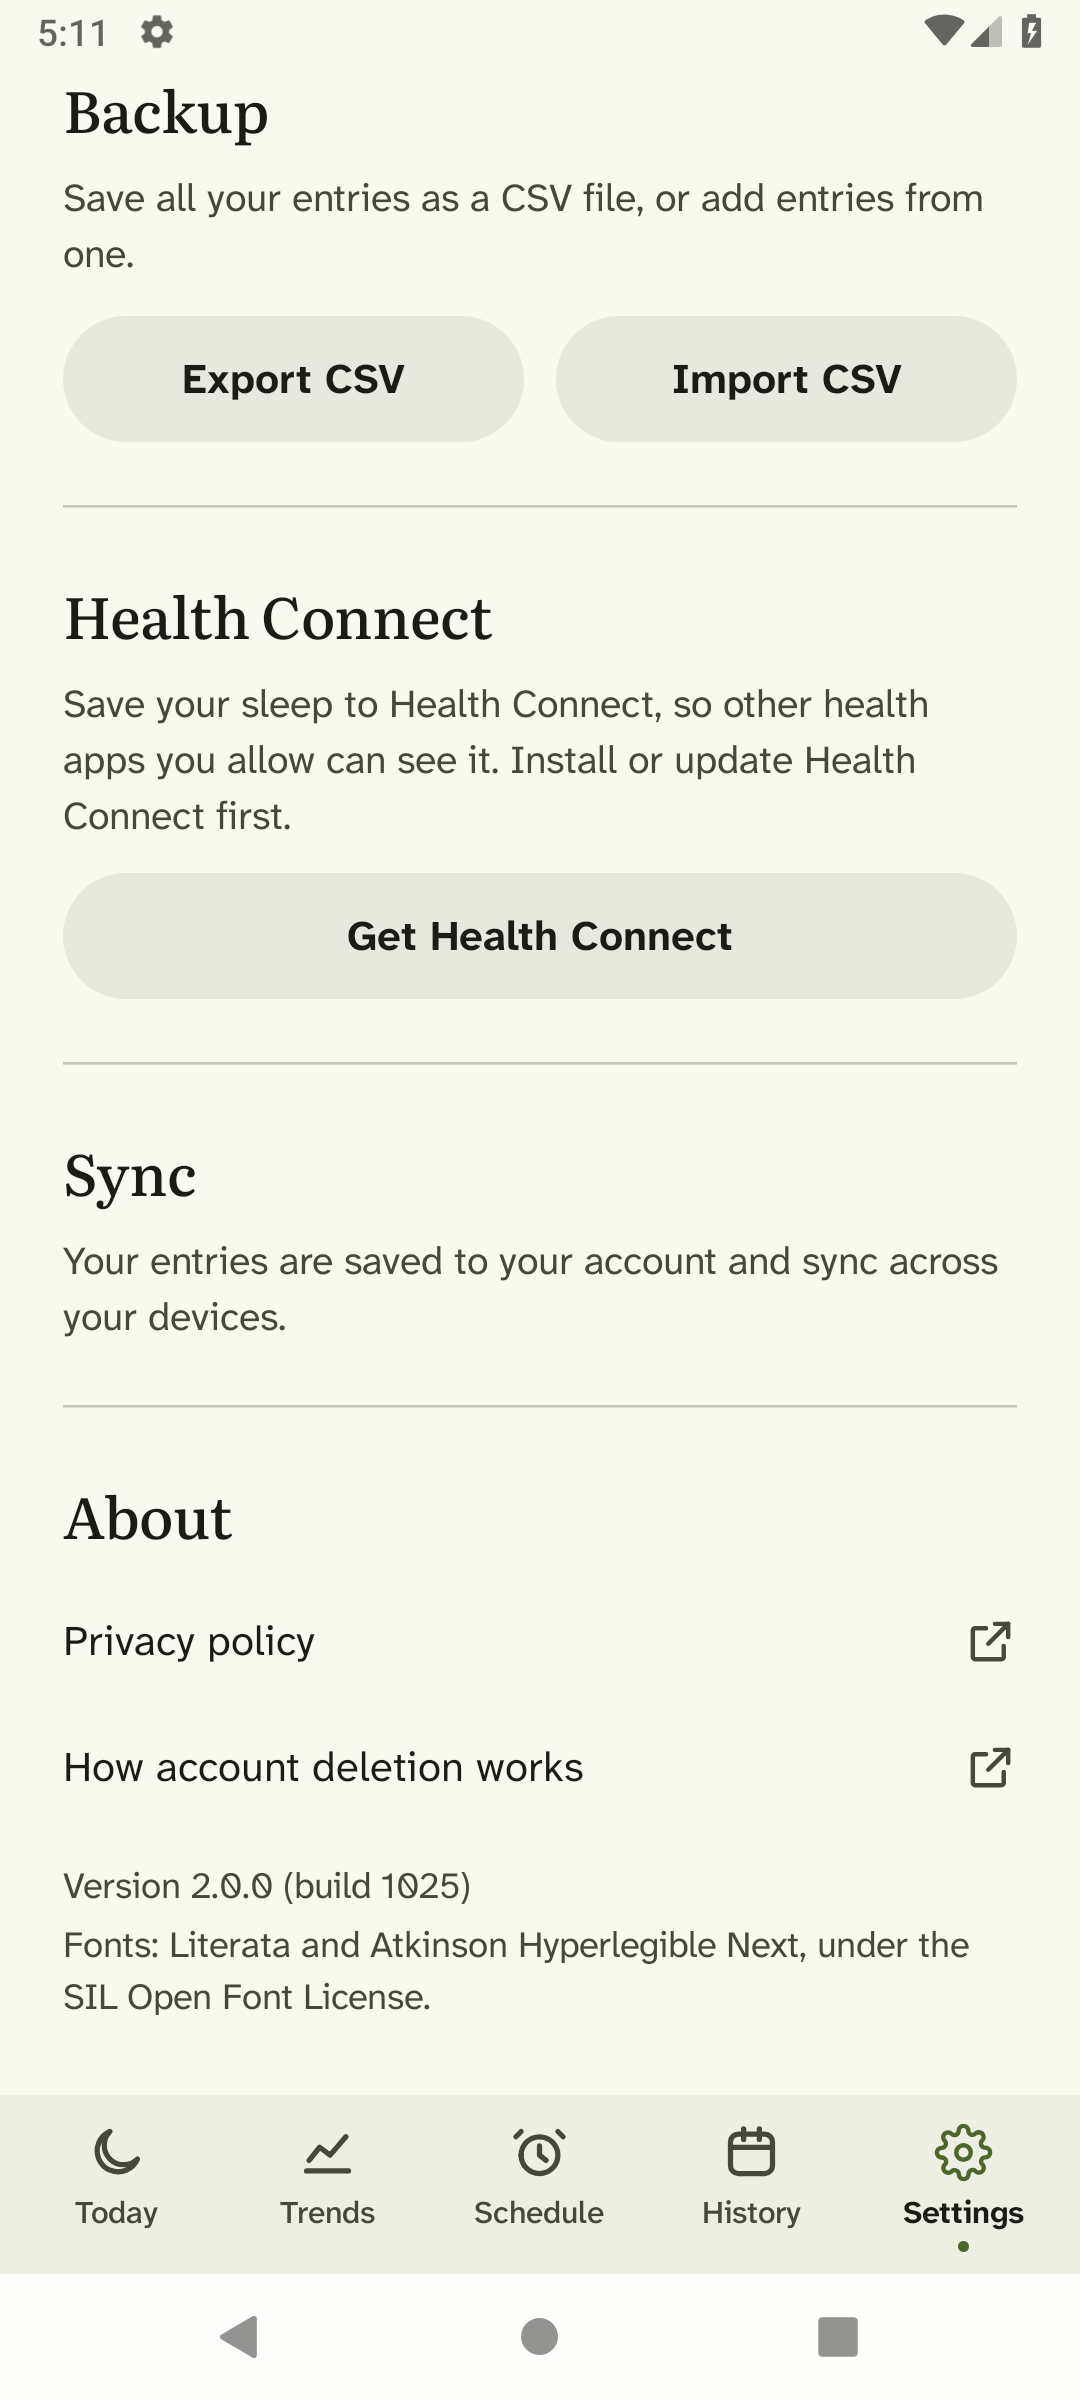 5:11
Backup
Save all your entries as a CSV file, or add entries from
one.
Export CSV
Import CSV
Health Connect
Save your sleep to Health Connect, so other health
apps you allow can see it. Install or update Health
Connect first.
Get Health Connect
Sync
Your entries are saved to your account and sync across
your devices.
About
Privacy policy
How account deletion works
Version 2.0.0 (build 1025)
Fonts: Literata and Atkinson Hyperlegible Next, under the
SIL Open Font License.
Today
Trends
Schedule
History
Settings